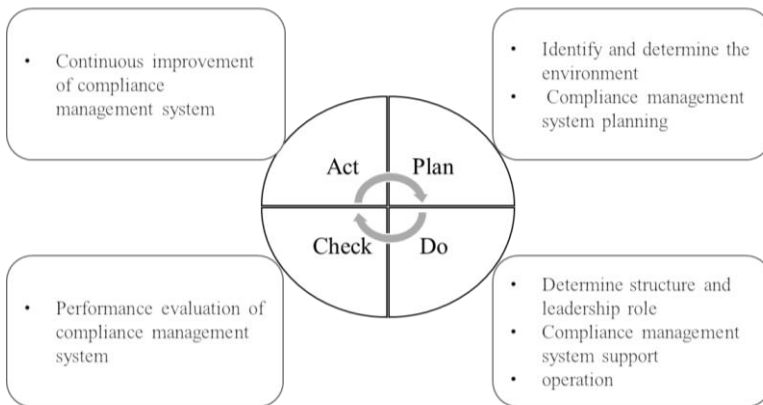 • Continuous improvement
of compliance
management system
• Identify and determine the
environment
• Compliance management
system planning
Act
Plan
Check
Do
• Performance evaluation of
compliance management
system
• Determine structure and
leadership role
• Compliance management
system support
• operation